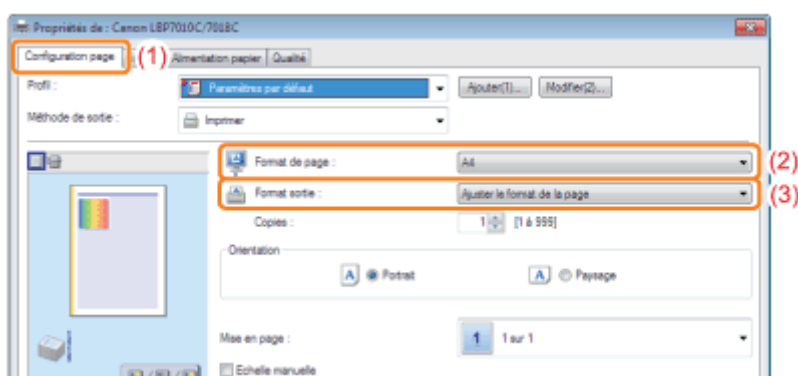 Propriétés de : Canon LBP7010C/7018C
Configuration page (1) Alimentation papier Qualité
Profil : Paramètres par défaut Ajouter(1)... Modifier(2)...
Méthode de sortie : Imprimer
Format de page : A4 (2)
Format sortie : Ajuster le format de la page (3)
Copies : 1 [1 à 999]
Orientation
A Portrait A Paysage
Mise en page : 1 1 sur 1
Echelle manuelle